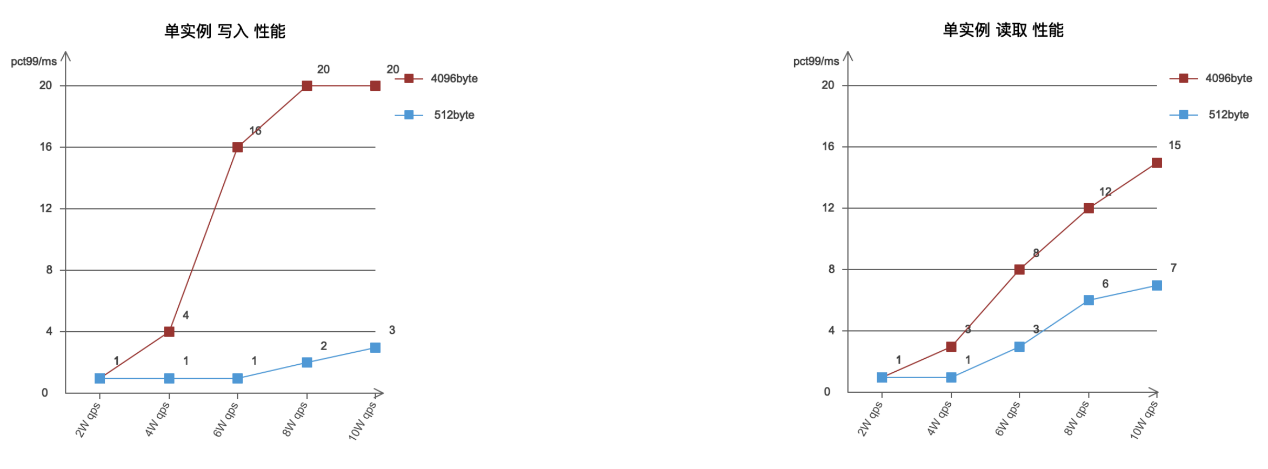 单实例 写入 性能
pct99/ms
20
16
12
8
4
0
20
20
16
4
1
1
1
1
2
3
4096byte
512byte
2W qps
4W qps
6W qps
8W qps
10W qps
单实例 读取 性能
pct99/ms
20
16
12
8
4
0
15
12
8
3
1
1
3
6
7
4096byte
512byte
2W qps
4W qps
6W qps
8W qps
10W qps